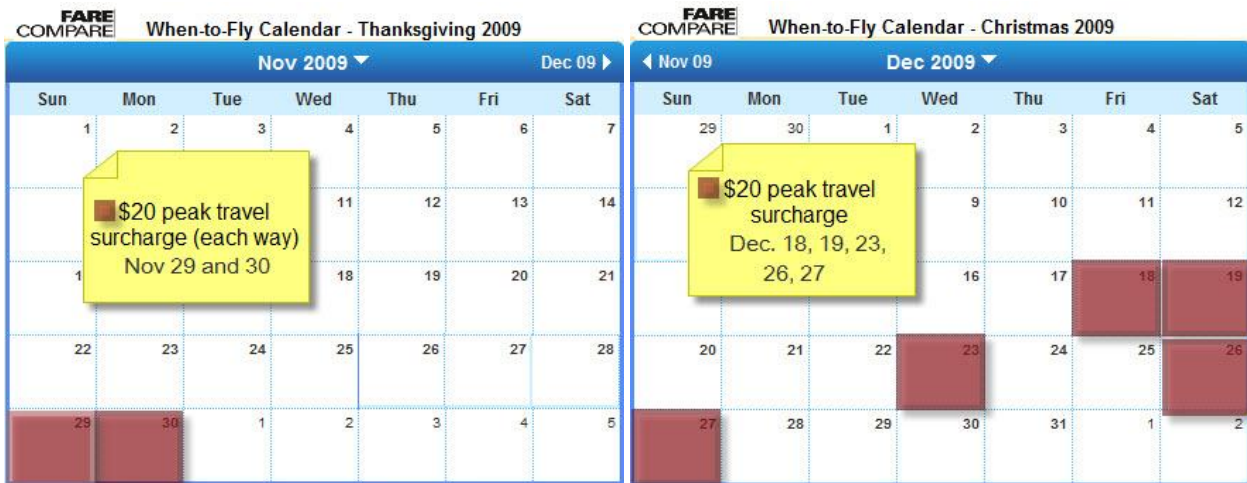 FARE
COMPARE
When-to-Fly Calendar - Thanksgiving 2009
Nov 2009
Dec 09
Sun Mon Tue Wed Thu Fri Sat
1 2 3 4 5 6 7
$20 peak travel
surcharge (each way)
Nov 29 and 30
11 12 13 14
18 19 20 21
22 23 24 25 26 27 28
29 30 1 2 3 4 5
FARE
COMPARE
When-to-Fly Calendar - Christmas 2009
Nov 09
Dec 2009
Sun Mon Tue Wed Thu Fri Sat
29 30 1 2 3 4 5
$20 peak travel
surcharge
Dec. 18, 19, 23,
26, 27
9 10 11 12
16 17 18 19
20 21 22 23 24 25 26
27 28 29 30 31 1 2